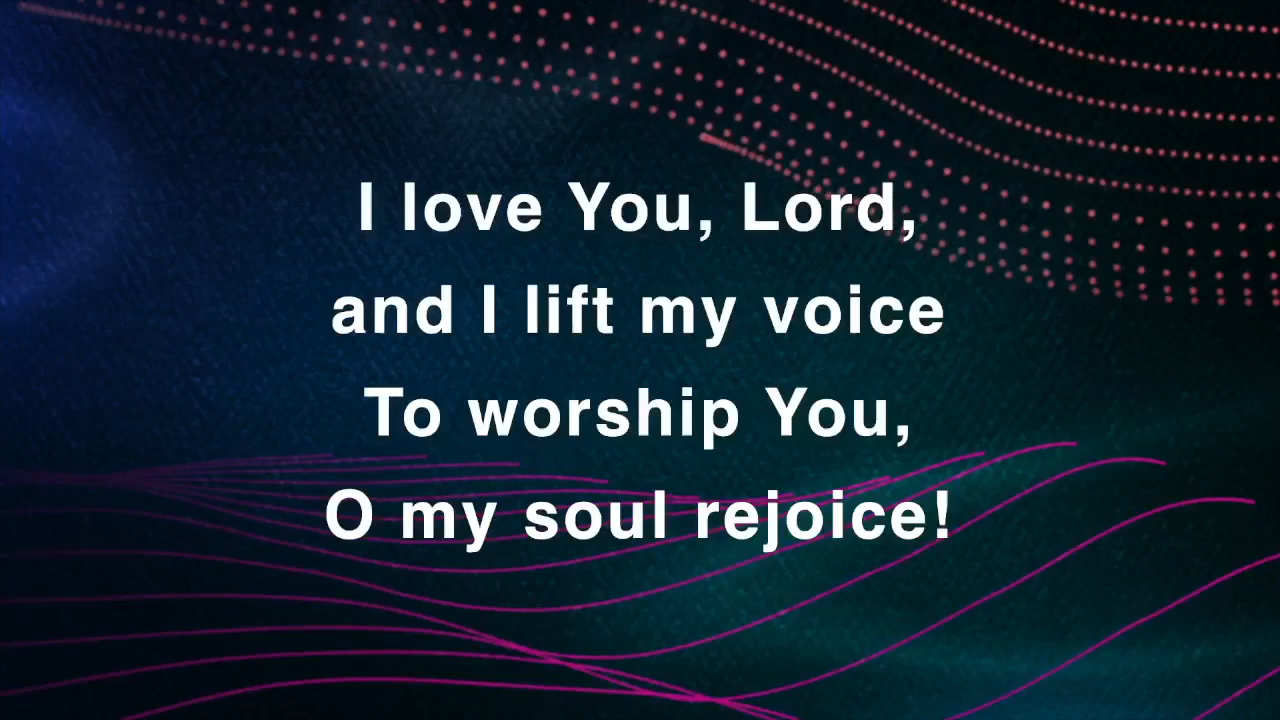 I love You, Lord,
and I lift my voice
To worship You,
O my soul rejoice!